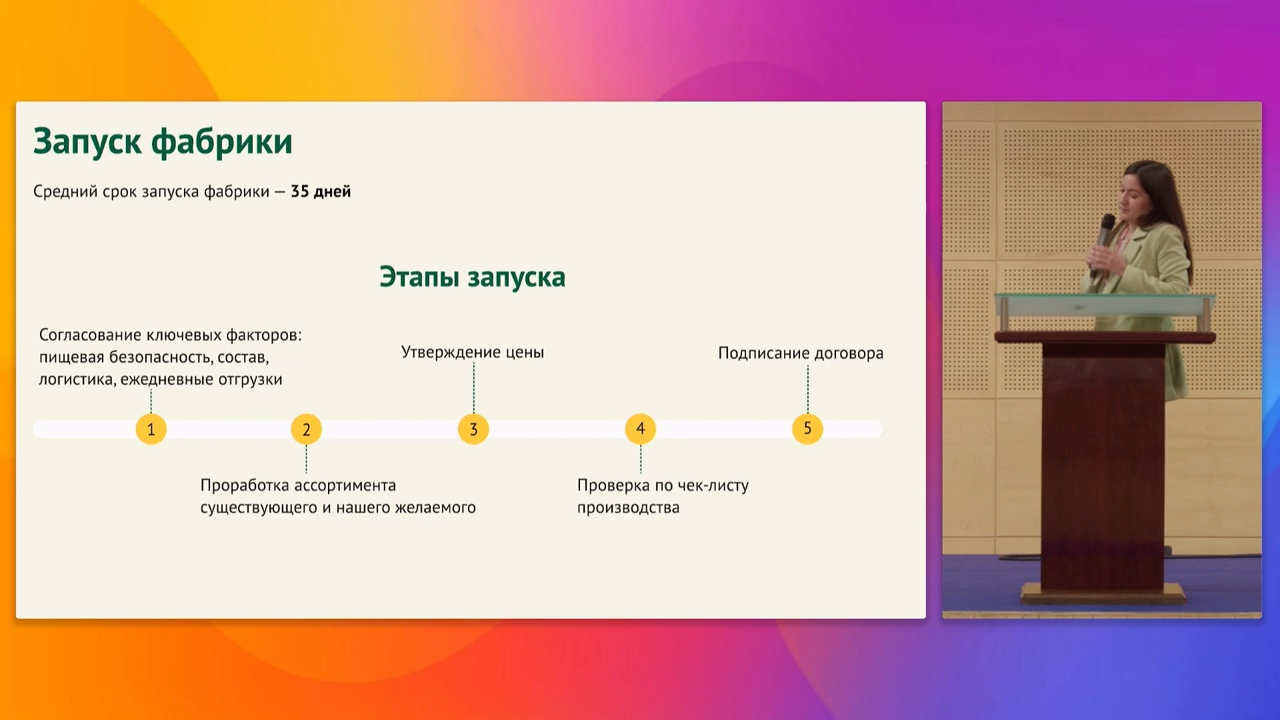 Запуск фабрики
Средний срок запуска фабрики — 35 дней
Этапы запуска
Согласование ключевых факторов:
пищевая безопасность, состав,
логистика, ежедневные отгрузки
Утверждение цены
Подписание договора
1
2
3
4
5
Проработка ассортимента
существующего и нашего желаемого
Проверка по чек-листу
производства